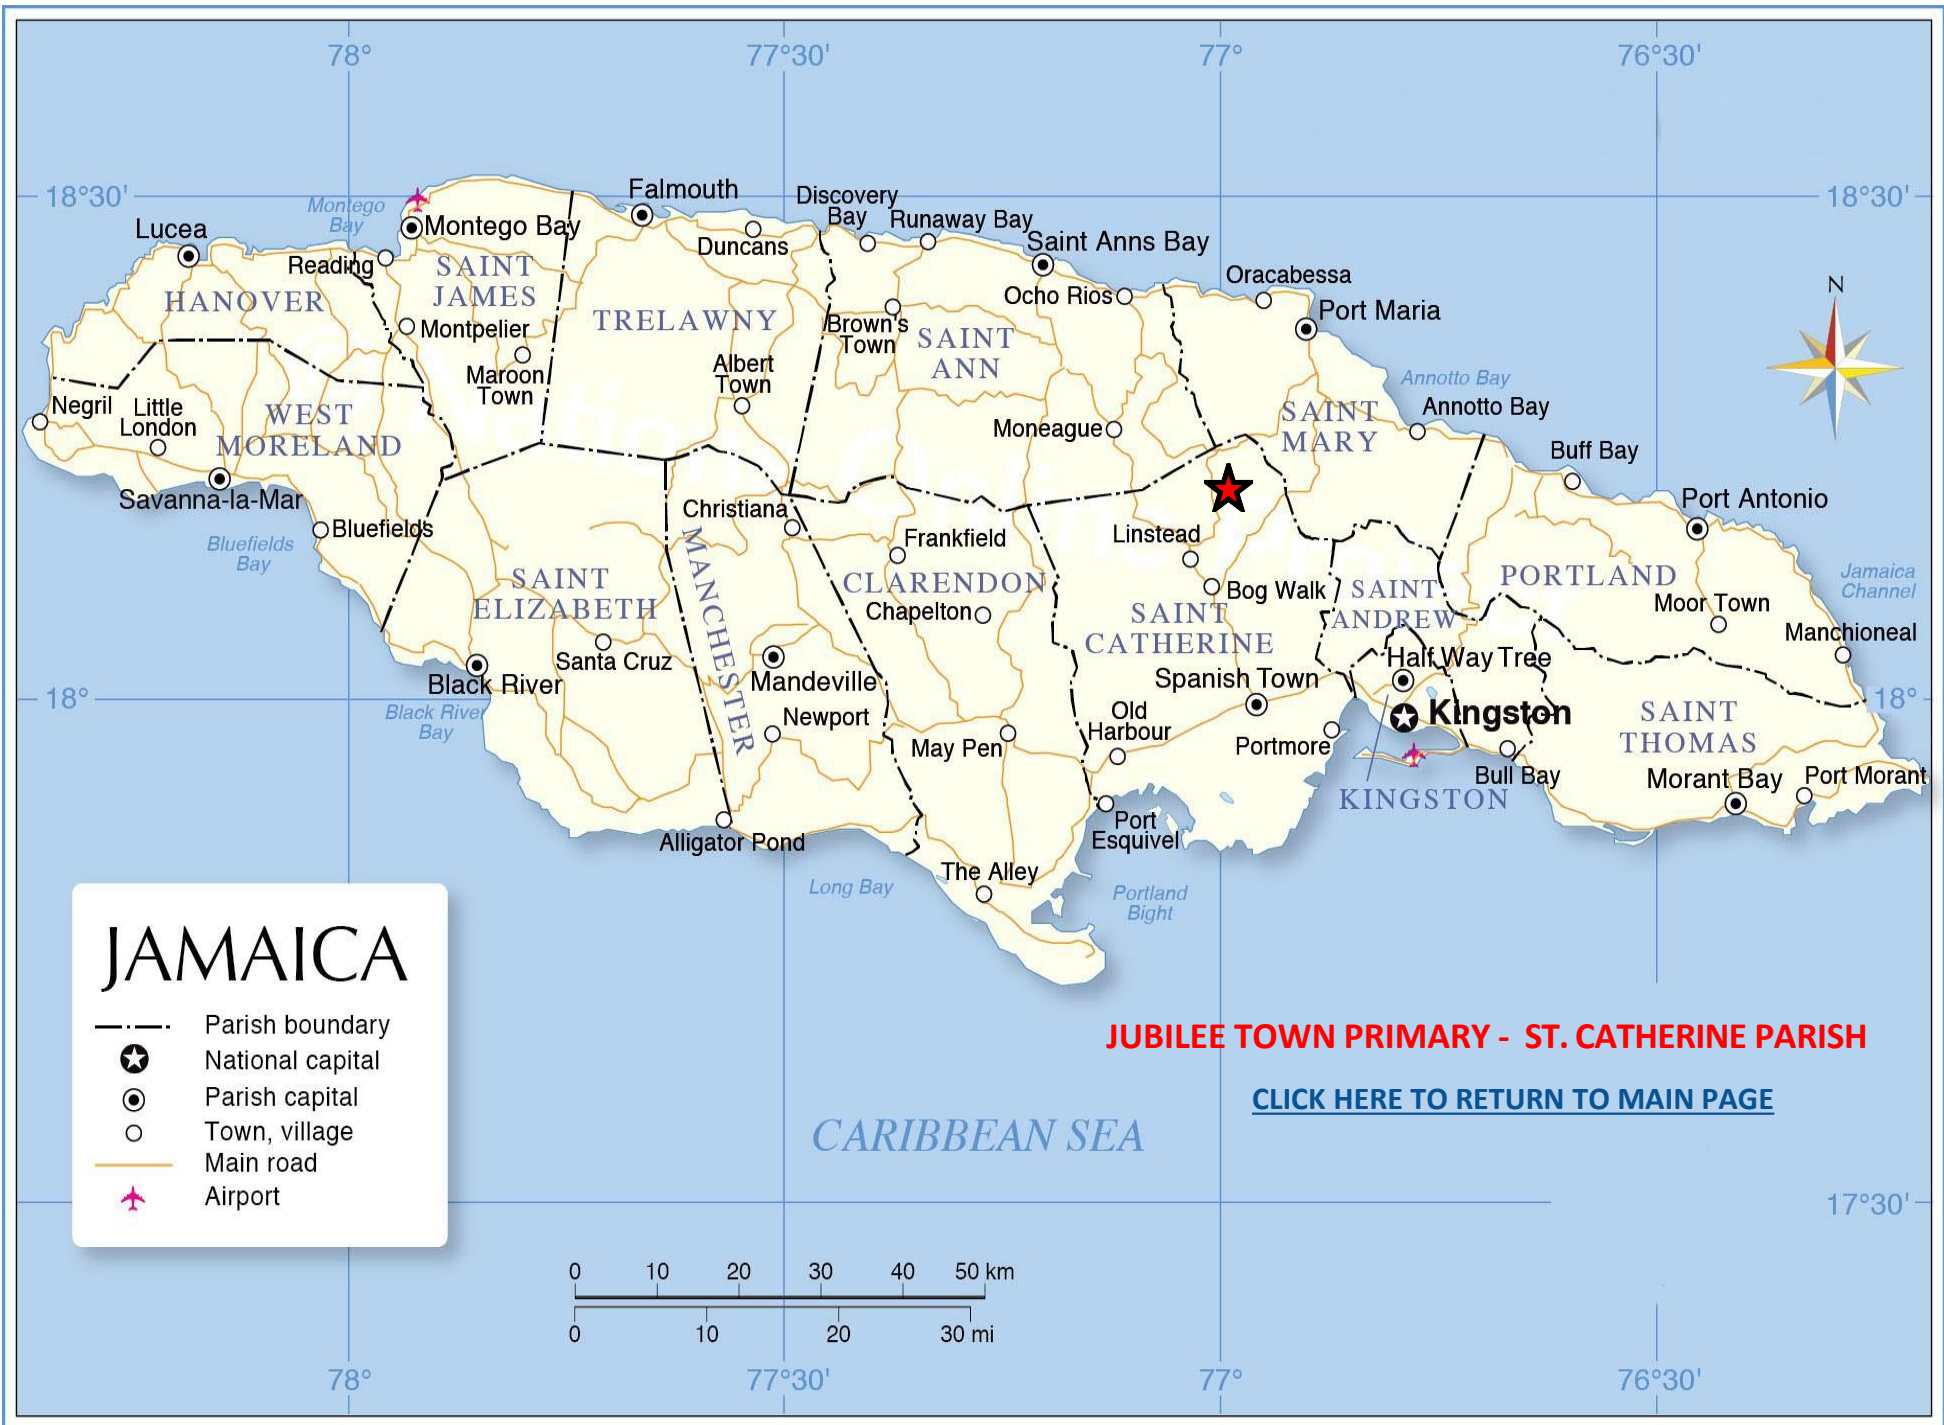 78°
77°30'
77°
76°30'
18°30'
18°30'
Montego
Bay
Lucea
Montego Bay
Reading
Falmouth
Duncans
Discovery
Bay
Runaway Bay
Saint Anns Bay
Ocho Rios
Oracabessa
Port Maria
N
HANOVER
SAINT
JAMES
TRELAWNY
Montpelier
Maroon
Town
Albert
Town
Brown's
Town
SAINT
ANN
Moneague
SAINT
MARY
Annotto Bay
Annotto Bay
Buff Bay
Port Antonio
Negril
Little
London
WEST
MORELAND
Savanna-la-Mar
Bluefields
Bluefields
Bay
Christiana
Frankfield
Linstead
Bog Walk
SAINT
ELIZABETH
MANCHESTER
CLARENDON
Chapelton
SAINT
CATHERINE
SAINT
ANDREW
PORTLAND
Moor Town
Jamaica
Channel
Manchioneal
Santa Cruz
Black River
Black River
Bay
Mandeville
Newport
Spanish Town
Half Way Tree
Kingston
18°
18°
May Pen
Old
Harbour
Portmore
Bull Bay
SAINT
THOMAS
Morant Bay
Port Morant
KINGSTON
Port
Esquivel
Alligator Pond
The Alley
Long Bay
Portland
Bight
JAMAICA
Parish boundary
National capital
Parish capital
Town, village
Main road
Airport
JUBILEE TOWN PRIMARY - ST. CATHERINE PARISH
CLICK HERE TO RETURN TO MAIN PAGE
CARIBBEAN SEA
17°30'
0 10 20 30 40 50 km
0 10 20 30 mi
78°
77°30'
77°
76°30'